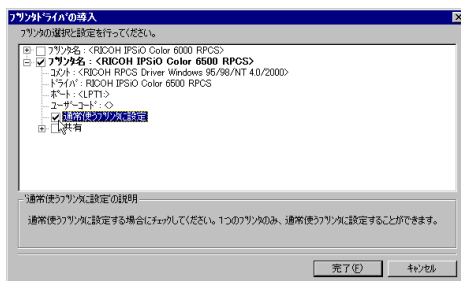 プリンタドライバの導入
プリンタの選択と設定を行ってください。
プリンタ名 : <RICOH IPSiO Color 6000 RPCS>
プリンタ名 : <RICOH IPSiO Color 6500 RPCS>
コメント : <RICOH RPCS Driver Windows 95/98/NT 4.0/2000>
ドライバ : RICOH IPSiO Color 6500 RPCS
ポート : <LPT1:>
ユーザーコード : <>
通常使うプリンタに設定
共有
'通常使うプリンタに設定'の説明
通常使うプリンタに設定する場合にチェックしてください。1つのプリンタのみ、通常使うプリンタに設定することができます。
完了(F)
キャンセル